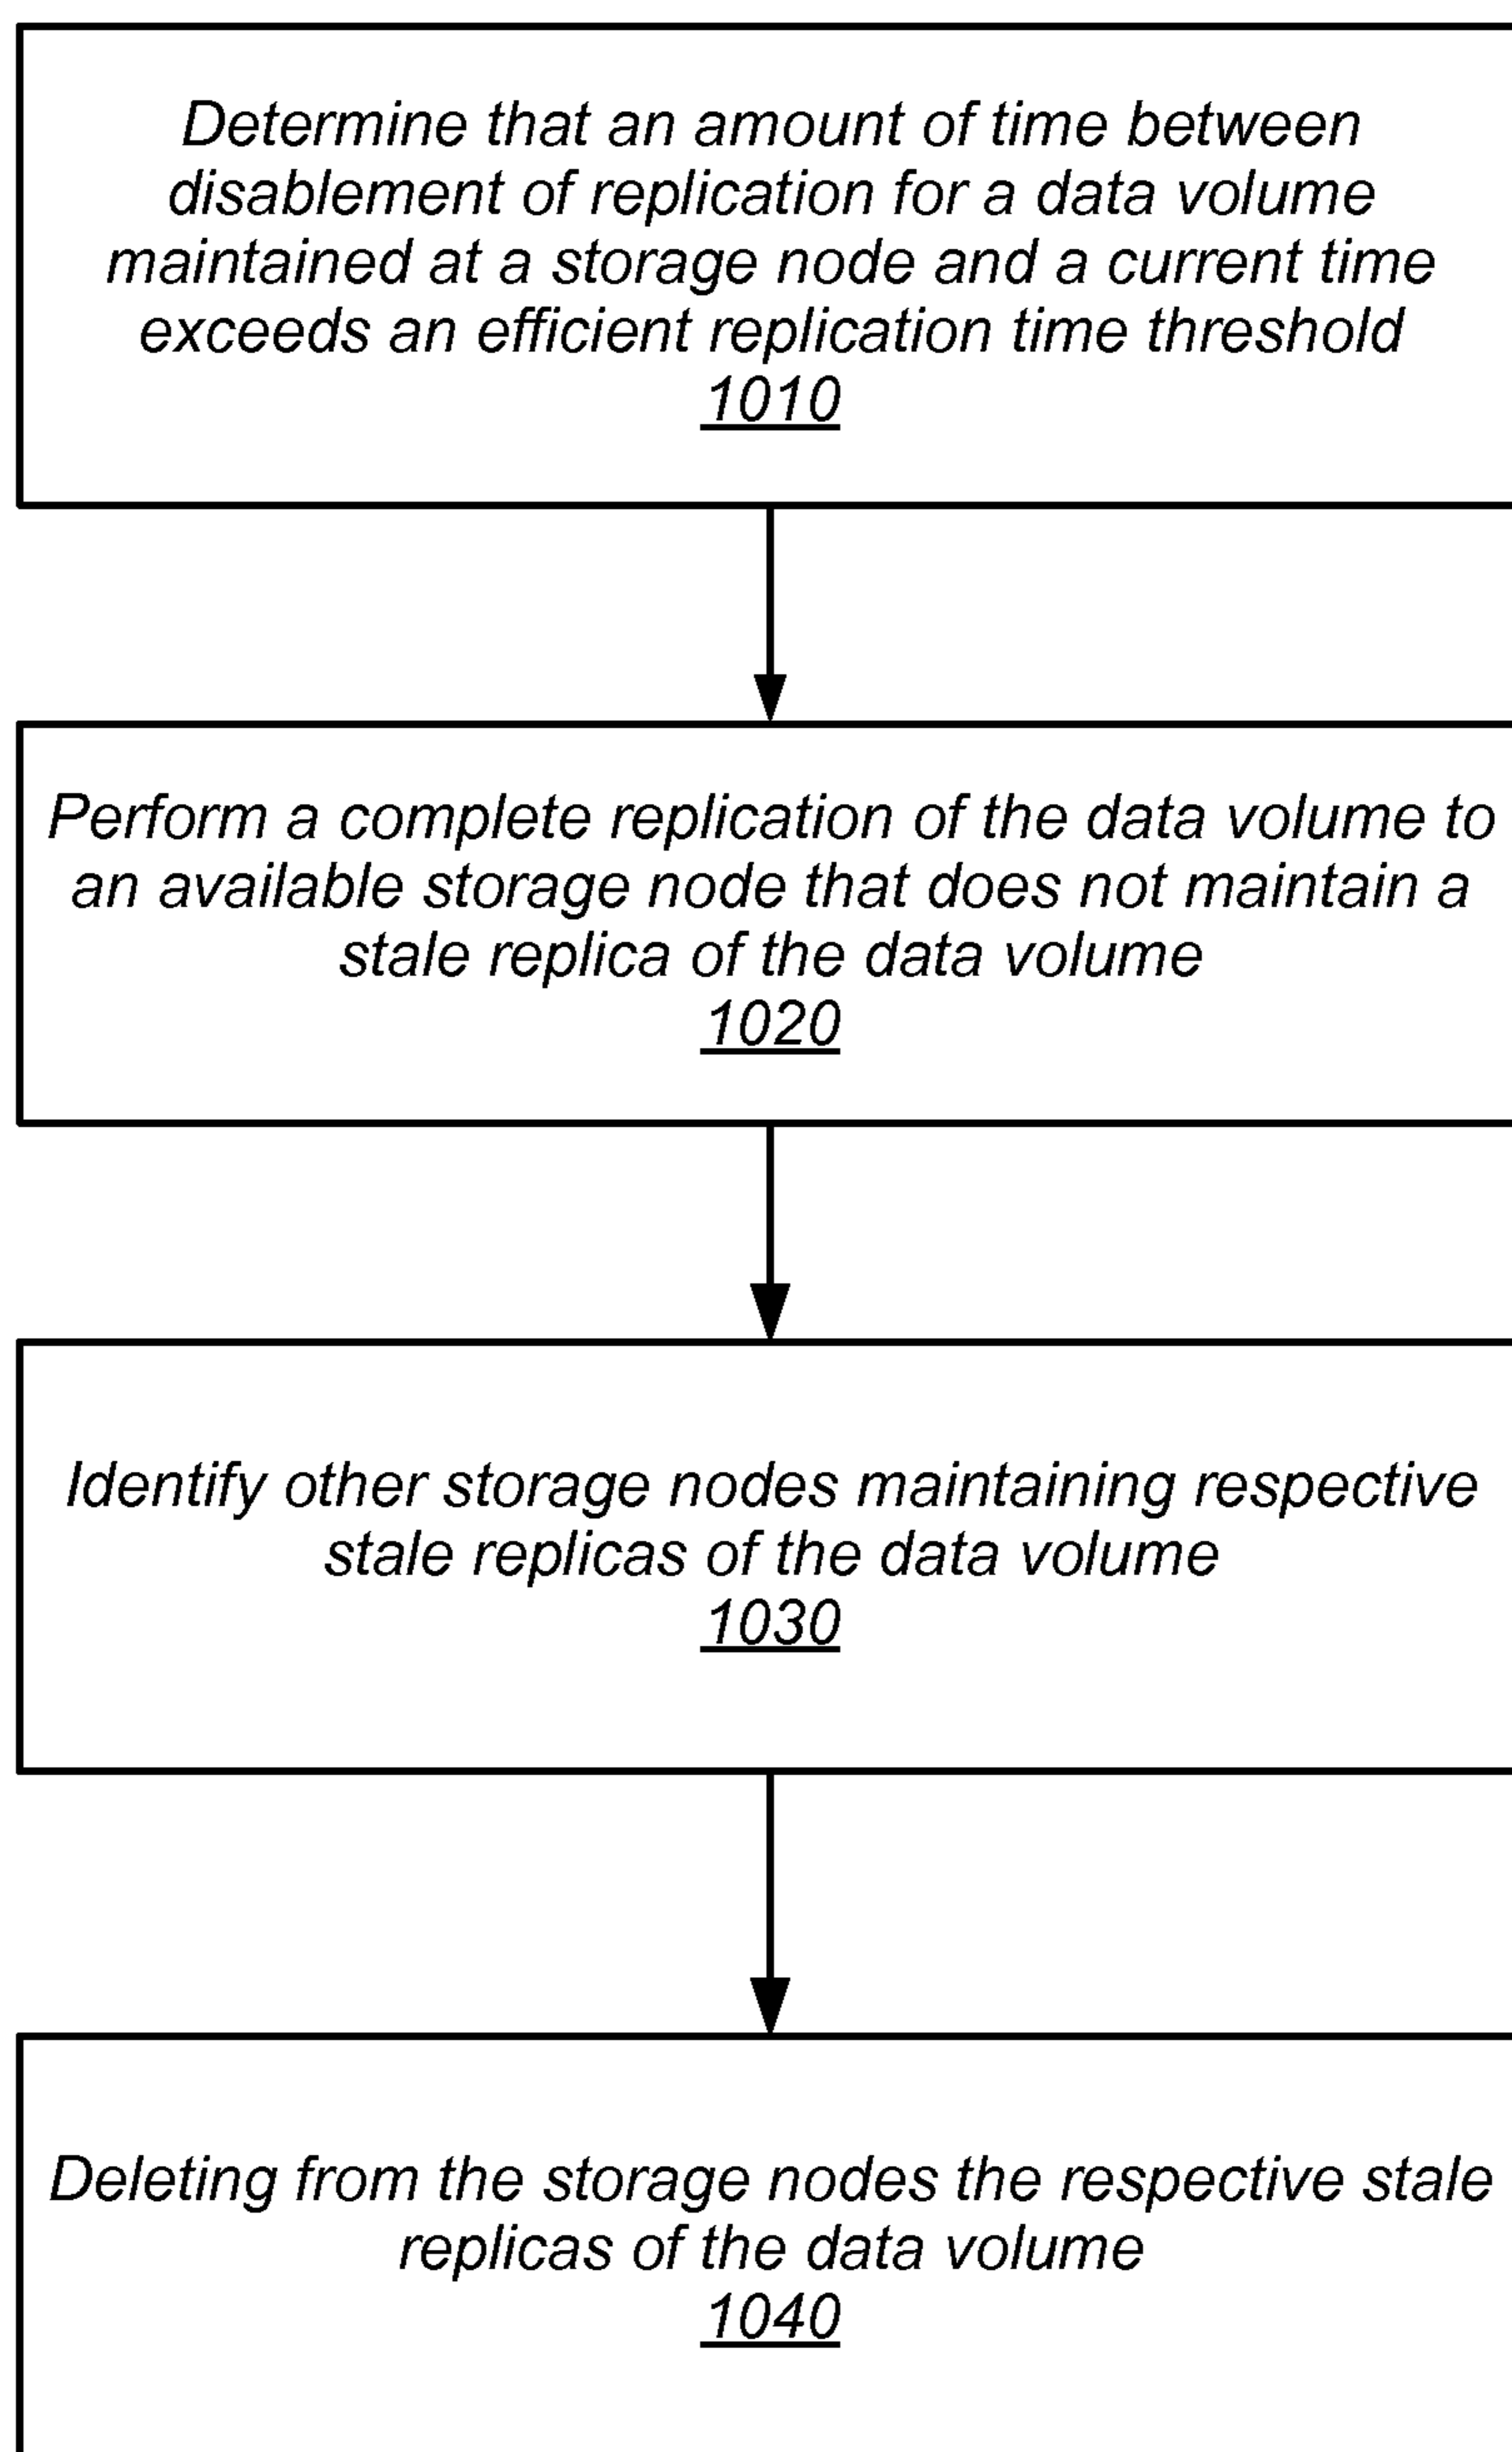 Determine that an amount of time between
disablement of replication for a data volume
maintained at a storage node and a current time
exceeds an efficient replication time threshold
1010
Perform a complete replication of the data volume to
an available storage node that does not maintain a
stale replica of the data volume
1020
Identify other storage nodes maintaining respective
stale replicas of the data volume
1030
Deleting from the storage nodes the respective stale
replicas of the data volume
1040